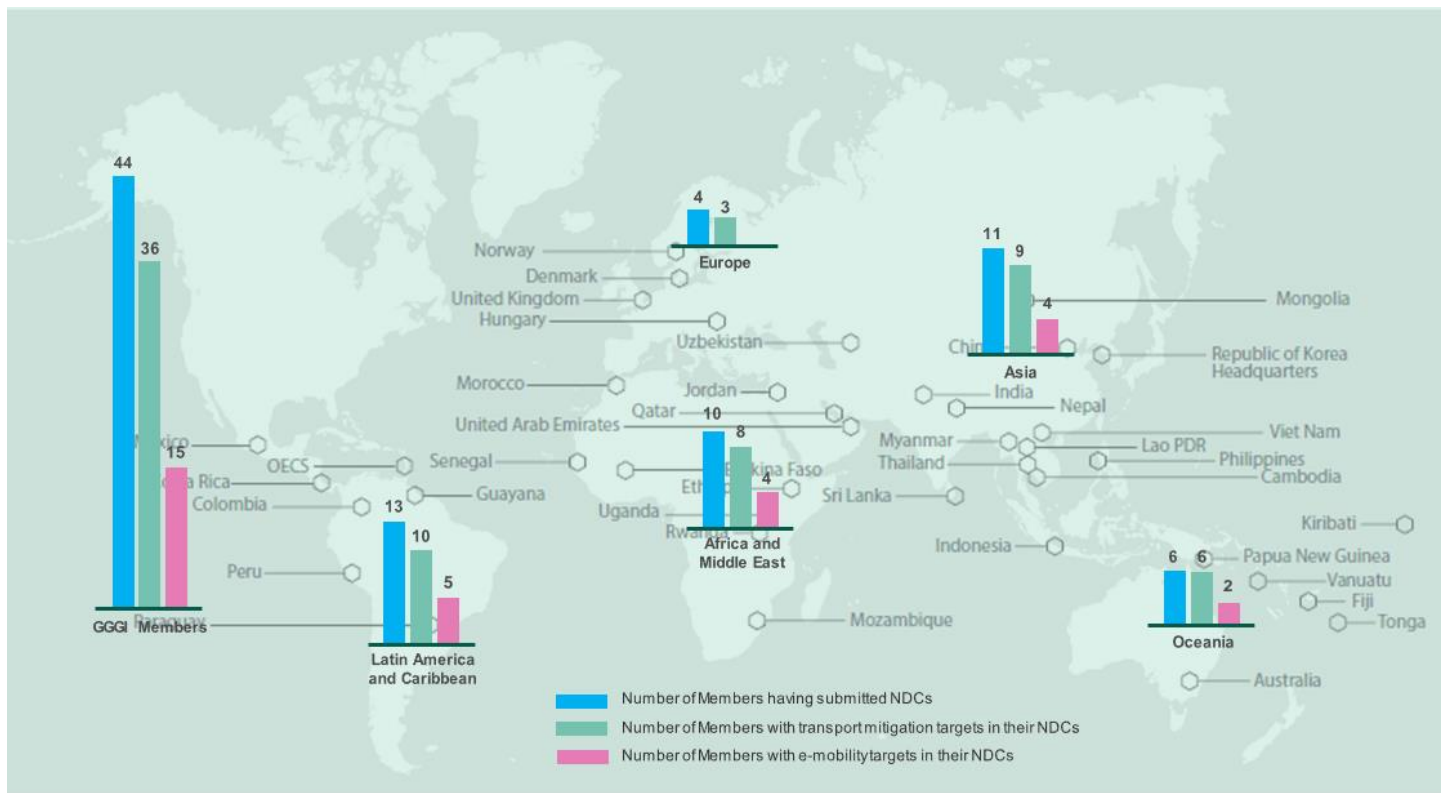 44
36
15
GGGI Members
4
3
Europe
11
9
4
Asia
10
8
4
Africa and
Middle East
13
10
5
Latin America
and Caribbean
6
6
2
Oceania
Norway
Denmark
United Kingdom
Hungary
Uzbekistan
Mongolia
Republic of Korea
Headquarters
Morocco
Jordan
India
Qatar
Nepal
United Arab Emirates
Viet Nam
Myanmar
Lao PDR
Mexico
OECS
Senegal
Faso
Thailand
Philippines
Rica
Cambodia
Colombia
Guayana
Sri Lanka
Uganda
Kiribati
Rwanda
Indonesia
Papua New Guinea
Peru
Vanuatu
Fiji
Paraguay
Mozambique
Tonga
Australia
Number of Members having submitted NDCs
Number of Members with transport mitigation targets in their NDCs
Number of Members with e-mobility targets in their NDCs